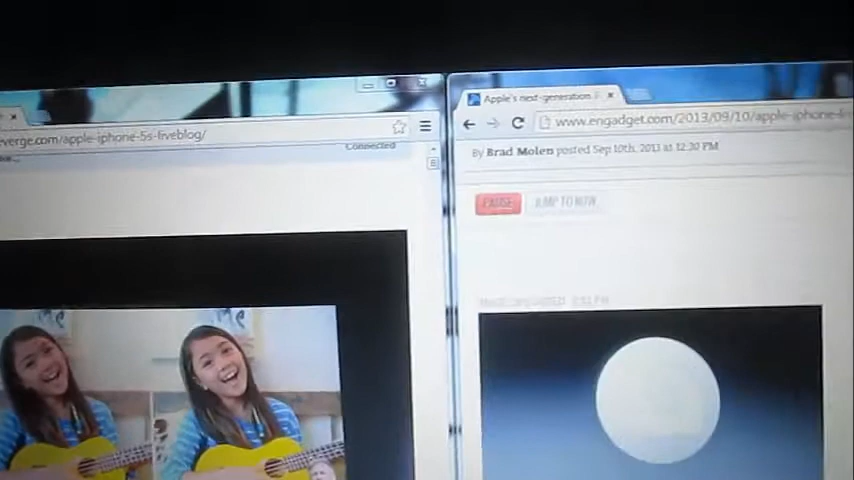 everge.com/apple-iphone-5s-liveblog/
Connected
Apple's next-generation
www.engadget.com/2013/09/10/apple-iphone-
By Brad Molen posted Sep 10th, 2013 at 12:30 PM
PAUSE
JUMP TO NOW